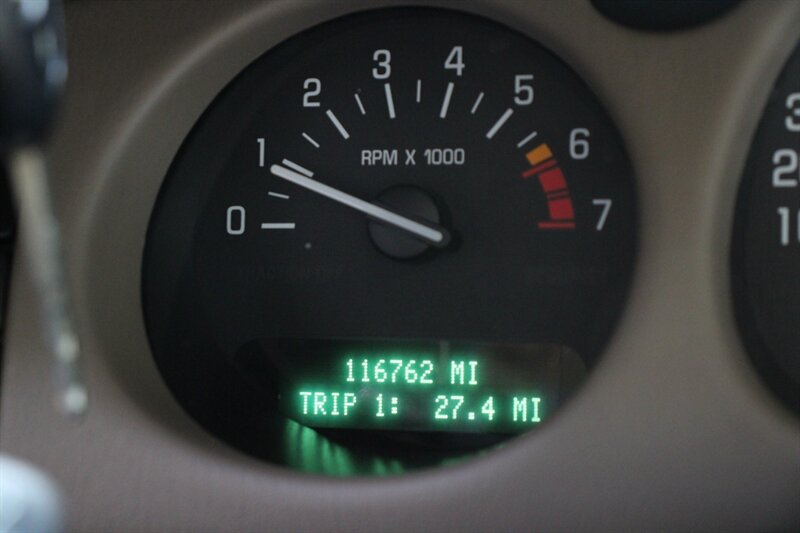 0 1 2 3 4 5 6 7
RPM X 1000
116762 MI
TRIP 1: 27.4 MI